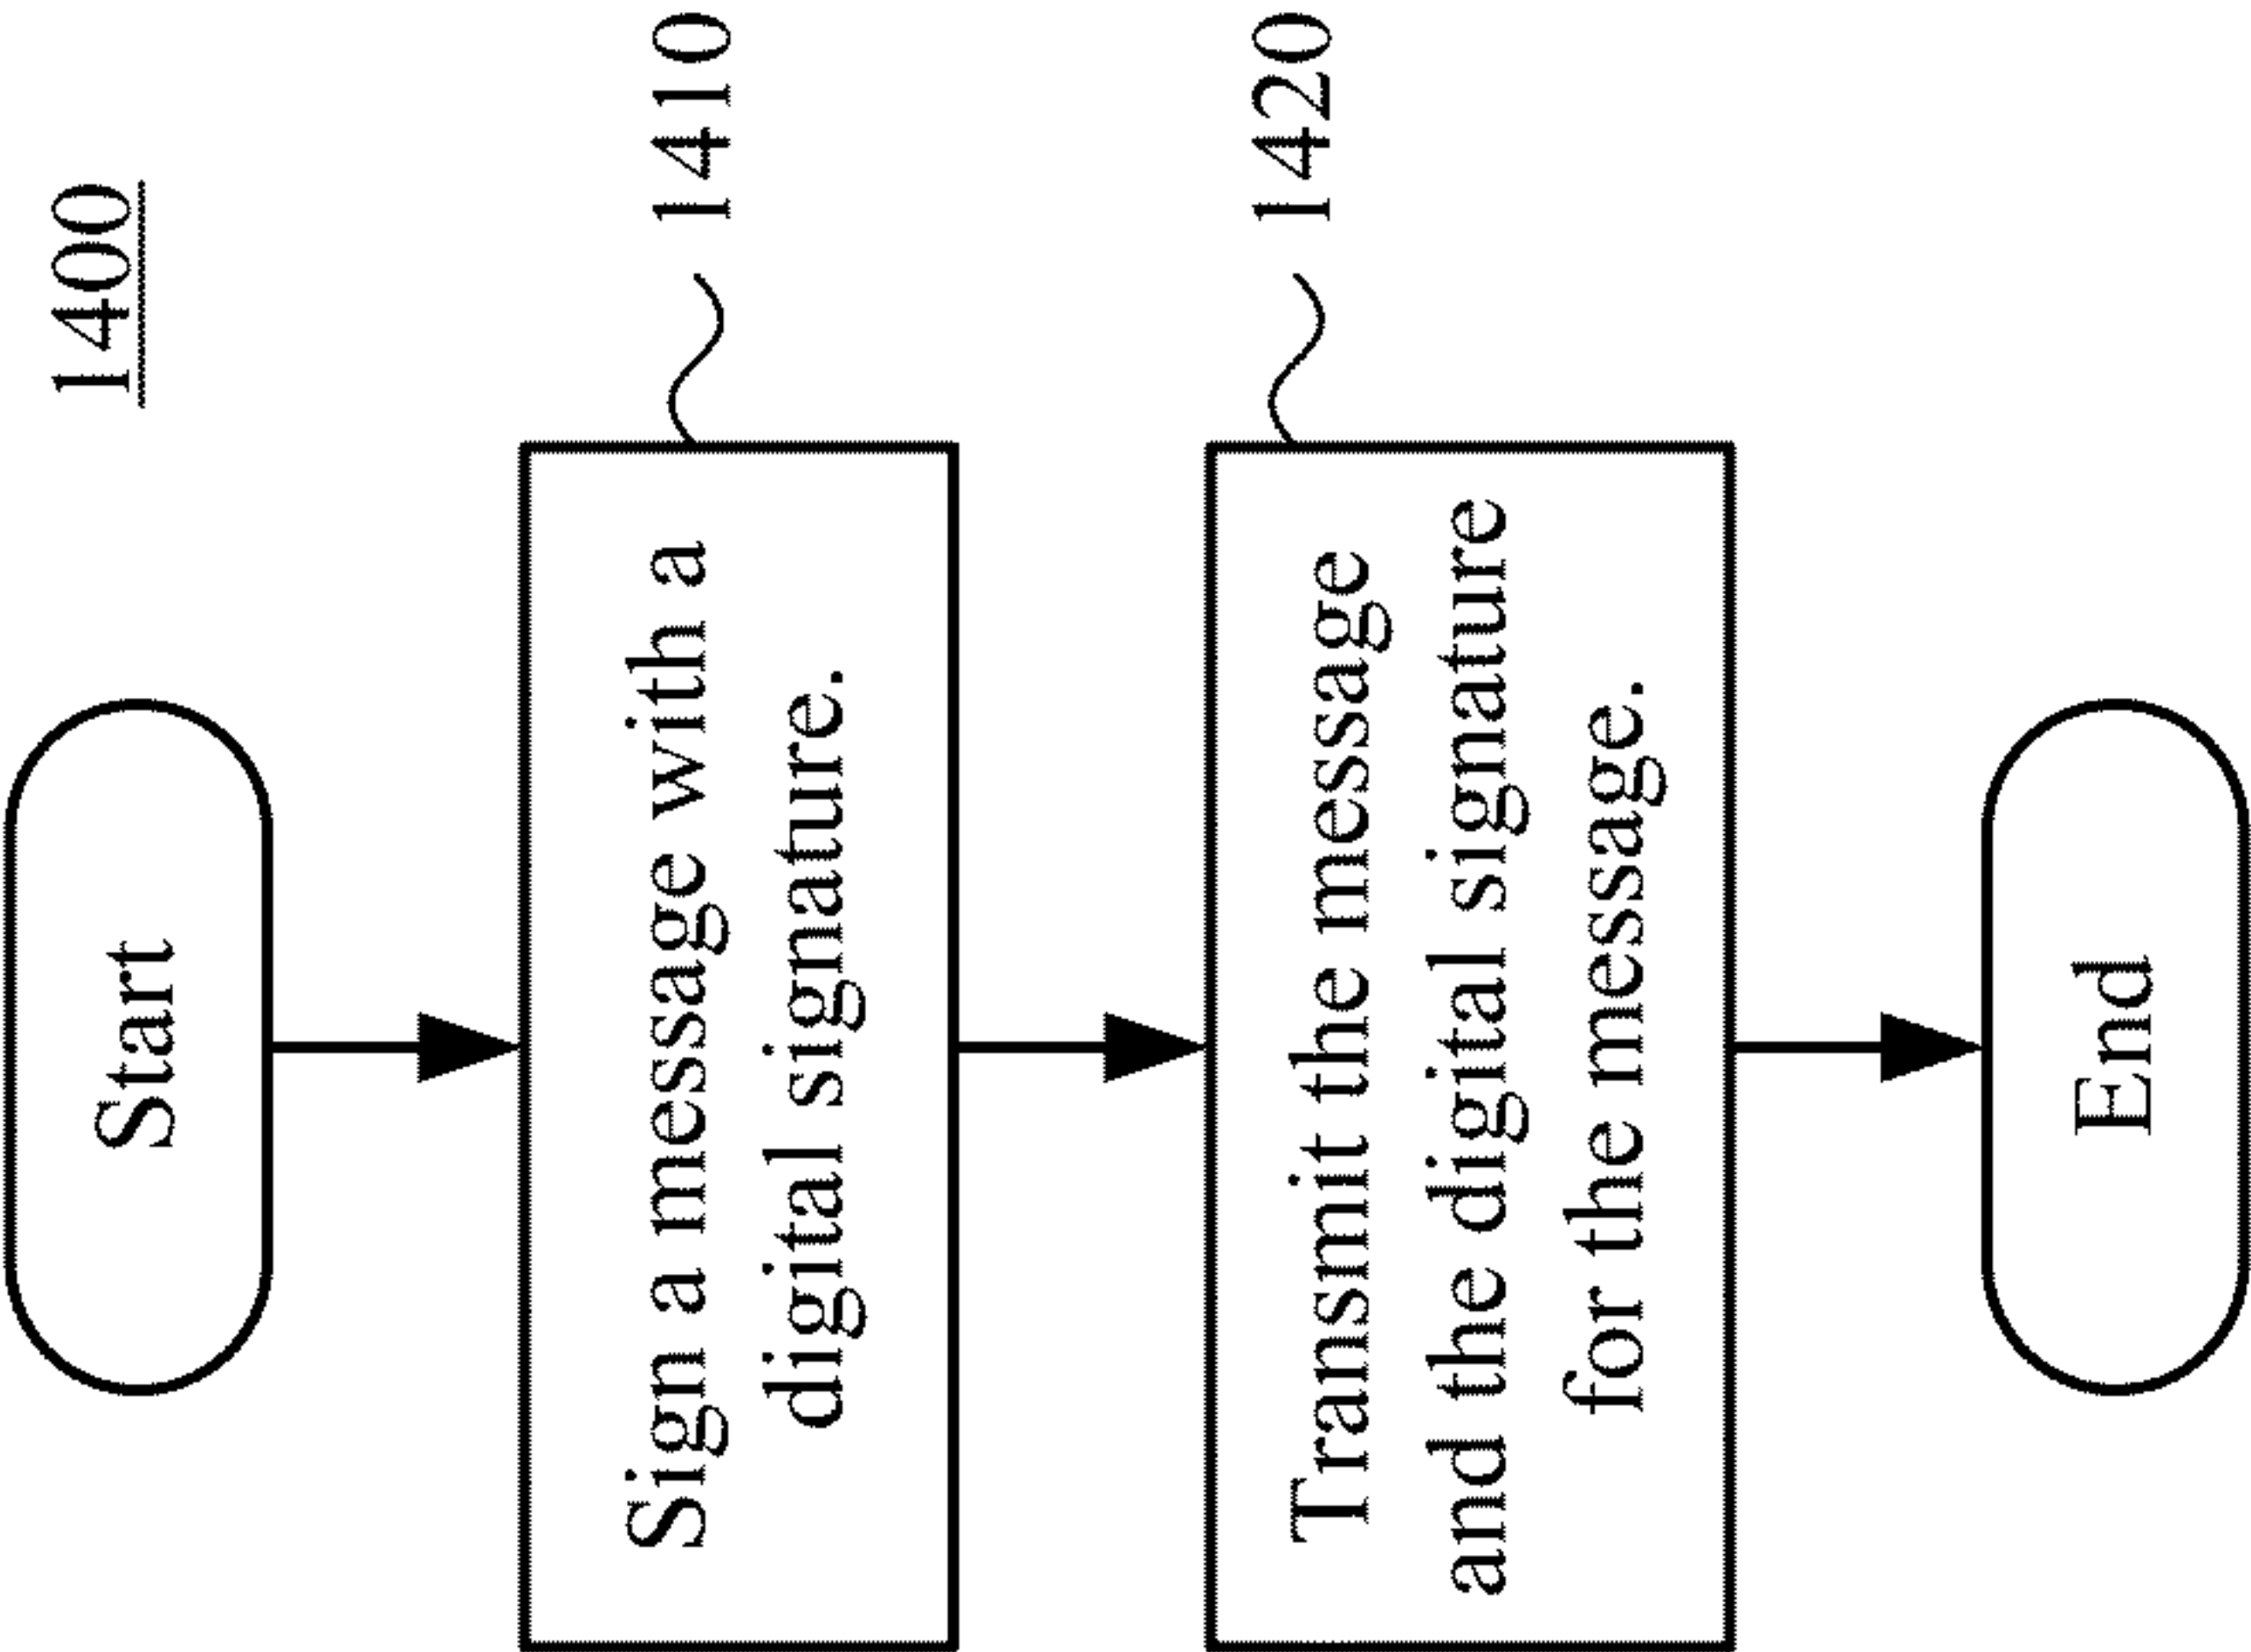 1400
Start
Sign a message with a
digital signature.
1410
Transmit the message
and the digital signature
for the message.
1420
End